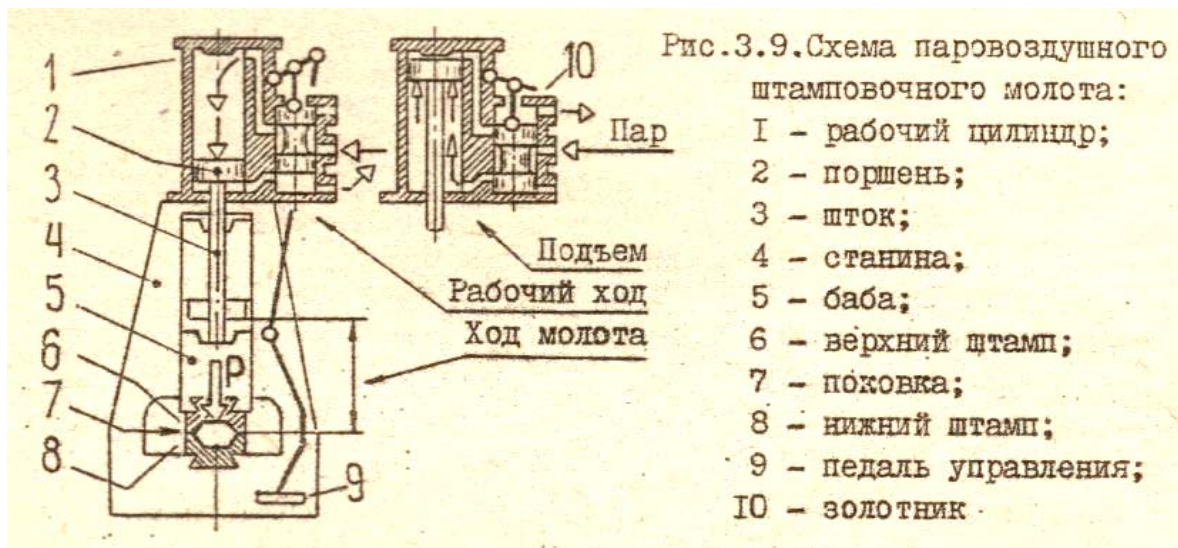 Рис.3.9.Схема паровоздушного
штамповочного молота:
I - рабочий цилиндр;
2 - поршень;
3 - шток;
4 - станина;
5 - баба;
6 - верхний штамп;
7 - поковка;
8 - нижний штамп;
9 - педаль управления;
IO - золотник
1
2
3
4
5
6
7
8
9
10
P
Пар
Подъем
Рабочий ход
Ход молота